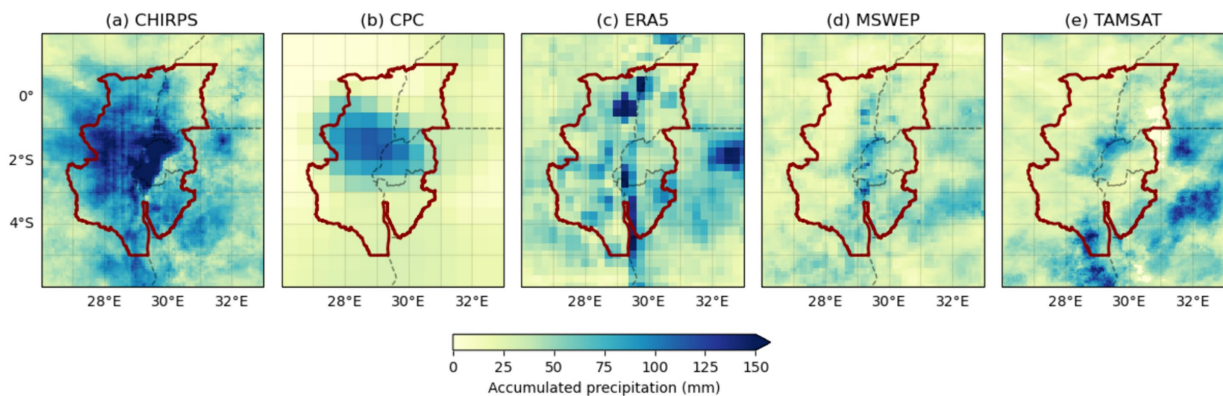 (a) CHIRPS (b) CPC (c) ERA5 (d) MSWEP (e) TAMSAT
0°
2°S
4°S
28°E 30°E 32°E 28°E 30°E 32°E 28°E 30°E 32°E 28°E 30°E 32°E 28°E 30°E 32°E
0 25 50 75 100 125 150
Accumulated precipitation (mm)